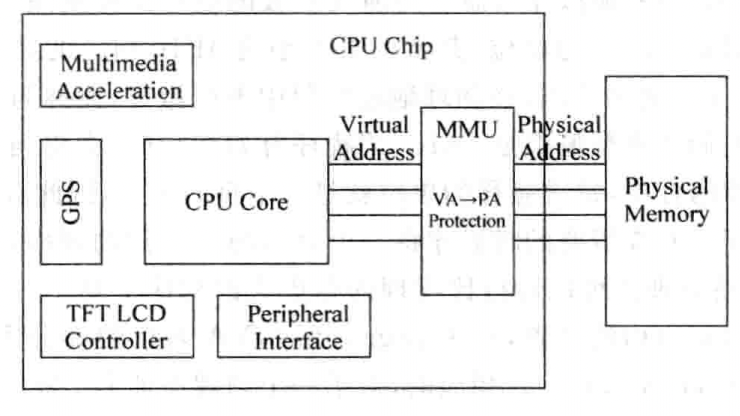 CPU Chip
Multimedia
Acceleration
GPS
CPU Core
Virtual
Address
MMU
VA→PA
Protection
Physical
Address
Physical
Memory
TFT LCD
Controller
Peripheral
Interface